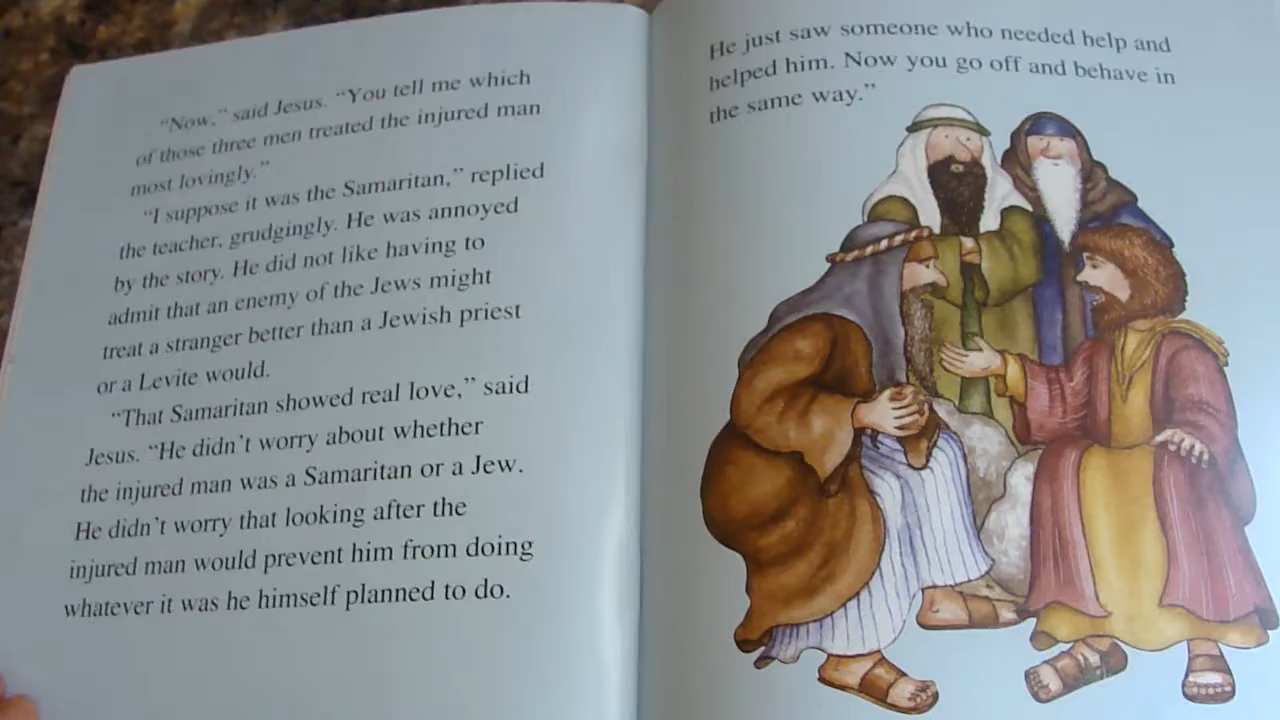 “Now,” said Jesus. “You tell me which
of those three men treated the injured man
most lovingly.”
“I suppose it was the Samaritan,” replied
the teacher, grudgingly. He was annoyed
by the story. He did not like having to
admit that an enemy of the Jews might
treat a stranger better than a Jewish priest
or a Levite would.
“That Samaritan showed real love,” said
Jesus. “He didn’t worry about whether
the injured man was a Samaritan or a Jew.
He didn’t worry that looking after the
injured man would prevent him from doing
whatever it was he himself planned to do.
He just saw someone who needed help and
helped him. Now you go off and behave in
the same way.”